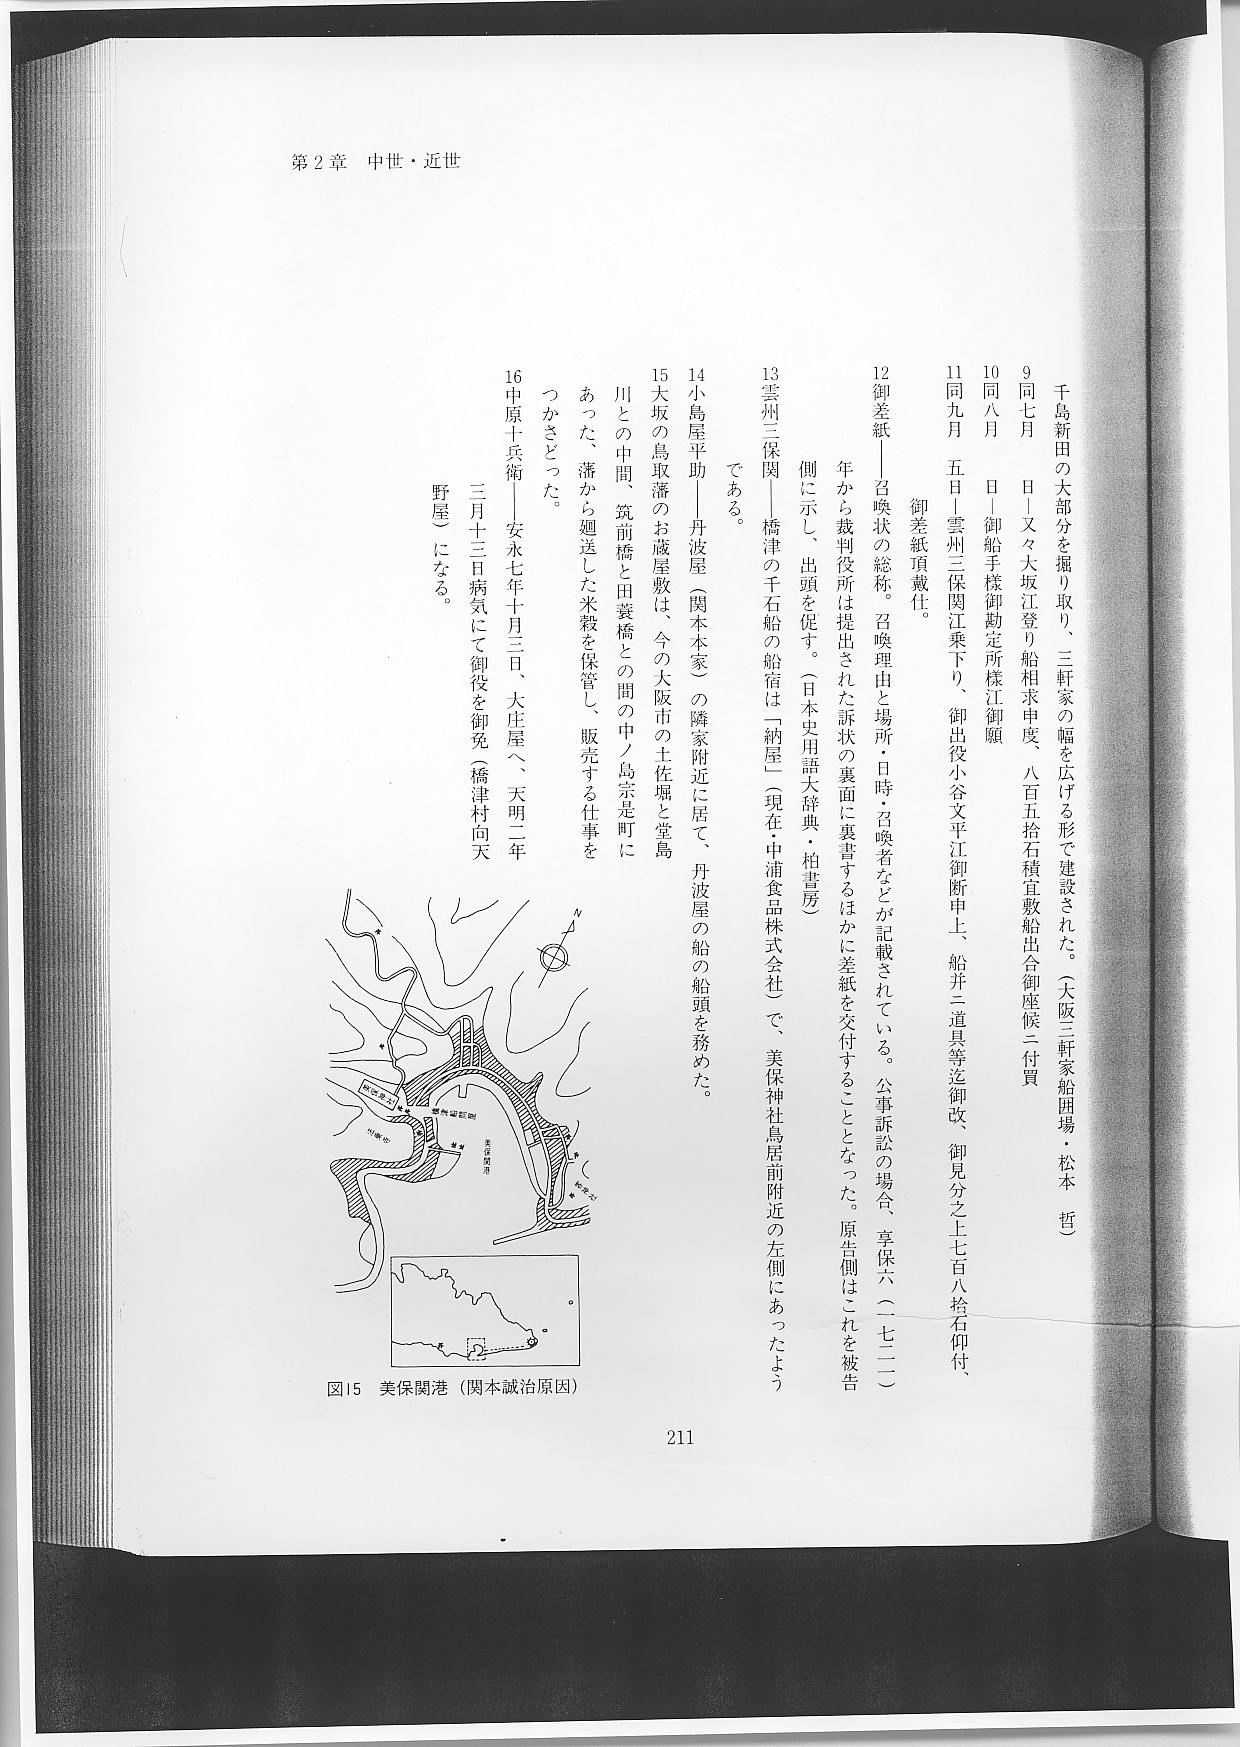 第2章　中世・近世
千島新田の大部分を掘り取り、三軒家の幅を広げる形で建設された。（大阪三軒家船囲場・松本　哲）
9同七月　　日―又々大坂江登り船相求申度、八百五拾石積宜敷船出合御座候ニ付買
10同八月　　日―御船手様御勘定所様江御願
11同九月　五日―雲州三保関江乗下り、御出役小谷文平江御断申上、船并ニ道具等迄御改、御見分之上七百八拾石仰付、
御差紙頂戴仕。
12御差紙――召喚状の総称。召喚理由と場所・日時・召喚者などが記載されている。公事訴訟の場合、享保六（一七二一）
年から裁判役所は提出された訴状の裏面に裏書するほかに差紙を交付することとなった。原告側はこれを被告
側に示し、出頭を促す。（日本史用語大辞典・柏書房）
13雲州三保関――橋津の千石船の船宿は「納屋」（現在・中浦食品株式会社）で、美保神社鳥居前附近の左側にあったよう
である。
14小島屋平助――丹波屋（関本本家）の隣家附近に居て、丹波屋の船の船頭を務めた。
15大坂の鳥取藩のお蔵屋敷は、今の大阪市の土佐堀と堂島
川との中間、筑前橋と田蓑橋との間の中ノ島宗是町に
あった、藩から廻送した米穀を保管し、販売する仕事を
つかさどった。
16中原十兵衛――安永七年十月三日、大庄屋へ、天明二年
三月十三日病気にて御役を御免（橋津村向天
野屋）になる。
N
美保神社
橋津船問屋
美保関港
図15　美保関港（関本誠治原因）
211